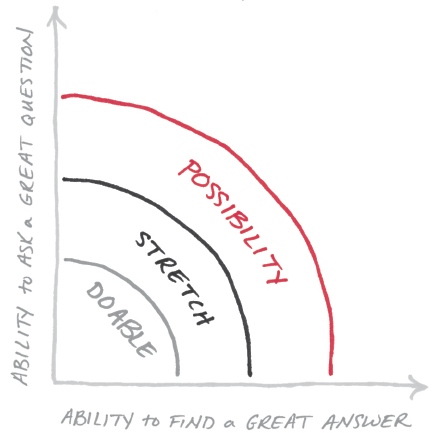 ABILITY to ASK a GREAT QUESTION
POSSIBILITY
STRETCH
DOABLE
ABILITY to FIND a GREAT ANSWER